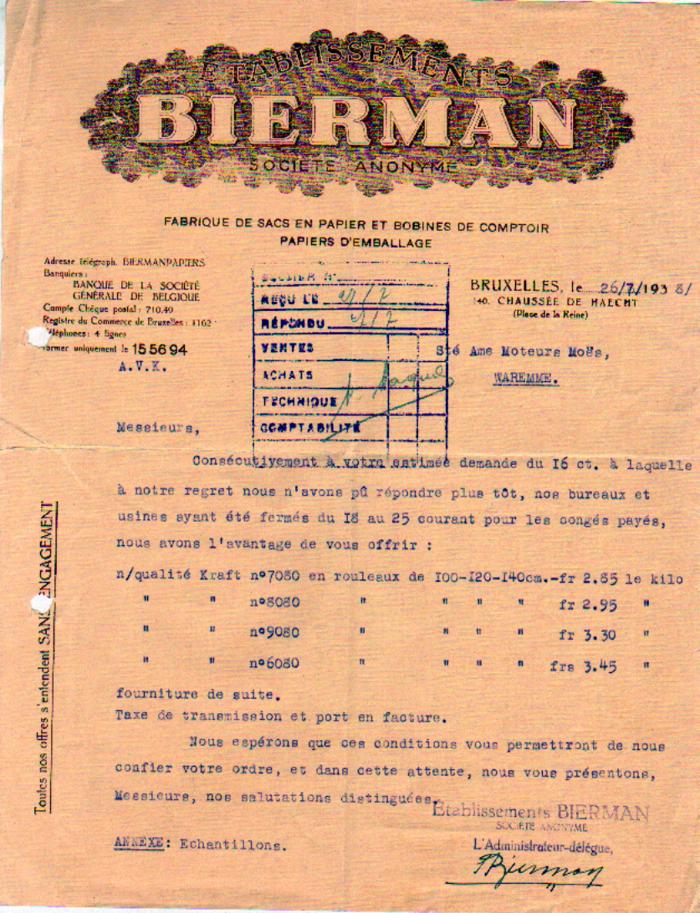 ETABLISSEMENTS
BIERMAN
SOCIÉTÉ ANONYME
FABRIQUE DE SACS EN PAPIER ET BOBINES DE COMPTOIR
PAPIERS D'EMBALLAGE
Adresse télégraph. BIERMANPAPIERS
Banquiers:
BANQUE DE LA SOCIÉTÉ
GÉNÉRALE DE BELGIQUE
Compte Chèque postal: 710.49
Registre du Commerce de Bruxelles: 3162
Téléphones: 4 lignes
former uniquement le 15 56 94
A.V.K.
REÇU LE
RÉPONDU
VENTES
ACHATS
TECHNIQUE
COMPTABILITÉ
BRUXELLES, le 26/7/1938/
140. CHAUSSÉE DE HAECHT
(Place de la Reine)
Sté Ame Moteurs Moës,
WAREMME.
Messieurs,
Consécutivement à votre estimée demande du 16 ct. à laquelle
à notre regret nous n'avons pû répondre plus tôt, nos bureaux et
usines ayant été fermés du 18 au 25 courant pour les congés payés,
nous avons l'avantage de vous offrir :
n/qualité Kraft n°7080 en rouleaux de 100-120-140cm.-fr 2.85 le kilo
" " n°8080 " " " " fr 2.95 "
" " n°9080 " " " " fr 3.30 "
" " n°6080 " " " " frs 3.45 "
fourniture de suite.
Taxe de transmission et port en facture.
Nous espérons que ces conditions vous permettront de nous
confier votre ordre, et dans cette attente, nous vous présentons,
Messieurs, nos salutations distinguées.
Etablissements BIERMAN
SOCIÉTÉ ANONYME
L'Administrateur-délégue,
Bierman
ANNEXE: Echantillons.
Toutes nos offres s'entendent SANS ENGAGEMENT